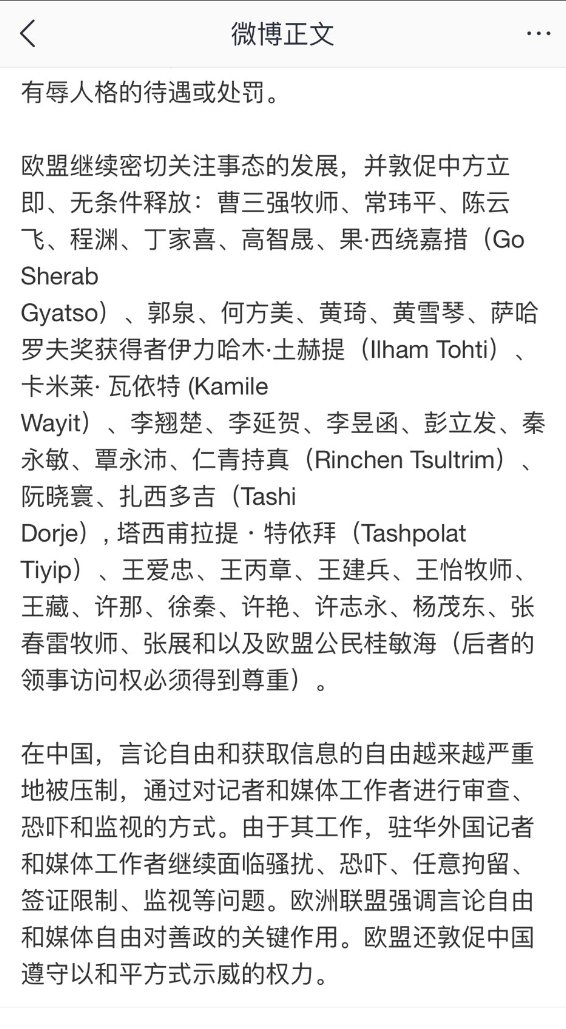 微博正文
有辱人格的待遇或处罚。
欧盟继续密切关注事态的发展，并敦促中方立
即、无条件释放：曹三强牧师、常玮平、陈云
飞、程渊、丁家喜、高智晟、果·西绕嘉措（Go
Sherab
Gyatso）、郭泉、何方美、黄琦、黄雪琴、萨哈
罗夫奖获得者伊力哈木·土赫提（Ilham Tohti）、
卡米莱· 瓦依特 (Kamile
Wayit）、李翘楚、李延贺、李昱函、彭立发、秦
永敏、覃永沛、仁青持真（Rinchen Tsultrim）、
阮晓寰、扎西多吉（Tashi
Dorje）, 塔西甫拉提・特依拜（Tashpolat
Tiyip）、王爱忠、王丙章、王建兵、王怡牧师、
王藏、许那、徐秦、许艳、许志永、杨茂东、张
春雷牧师、张展和以及欧盟公民桂敏海（后者的
领事访问权必须得到尊重）。
在中国，言论自由和获取信息的自由越来越严重
地被压制，通过对记者和媒体工作者进行审查、
恐吓和监视的方式。由于其工作，驻华外国记者
和媒体工作者继续面临骚扰、恐吓、任意拘留、
签证限制、监视等问题。欧洲联盟强调言论自由
和媒体自由对善政的关键作用。欧盟还敦促中国
遵守以和平方式示威的权力。